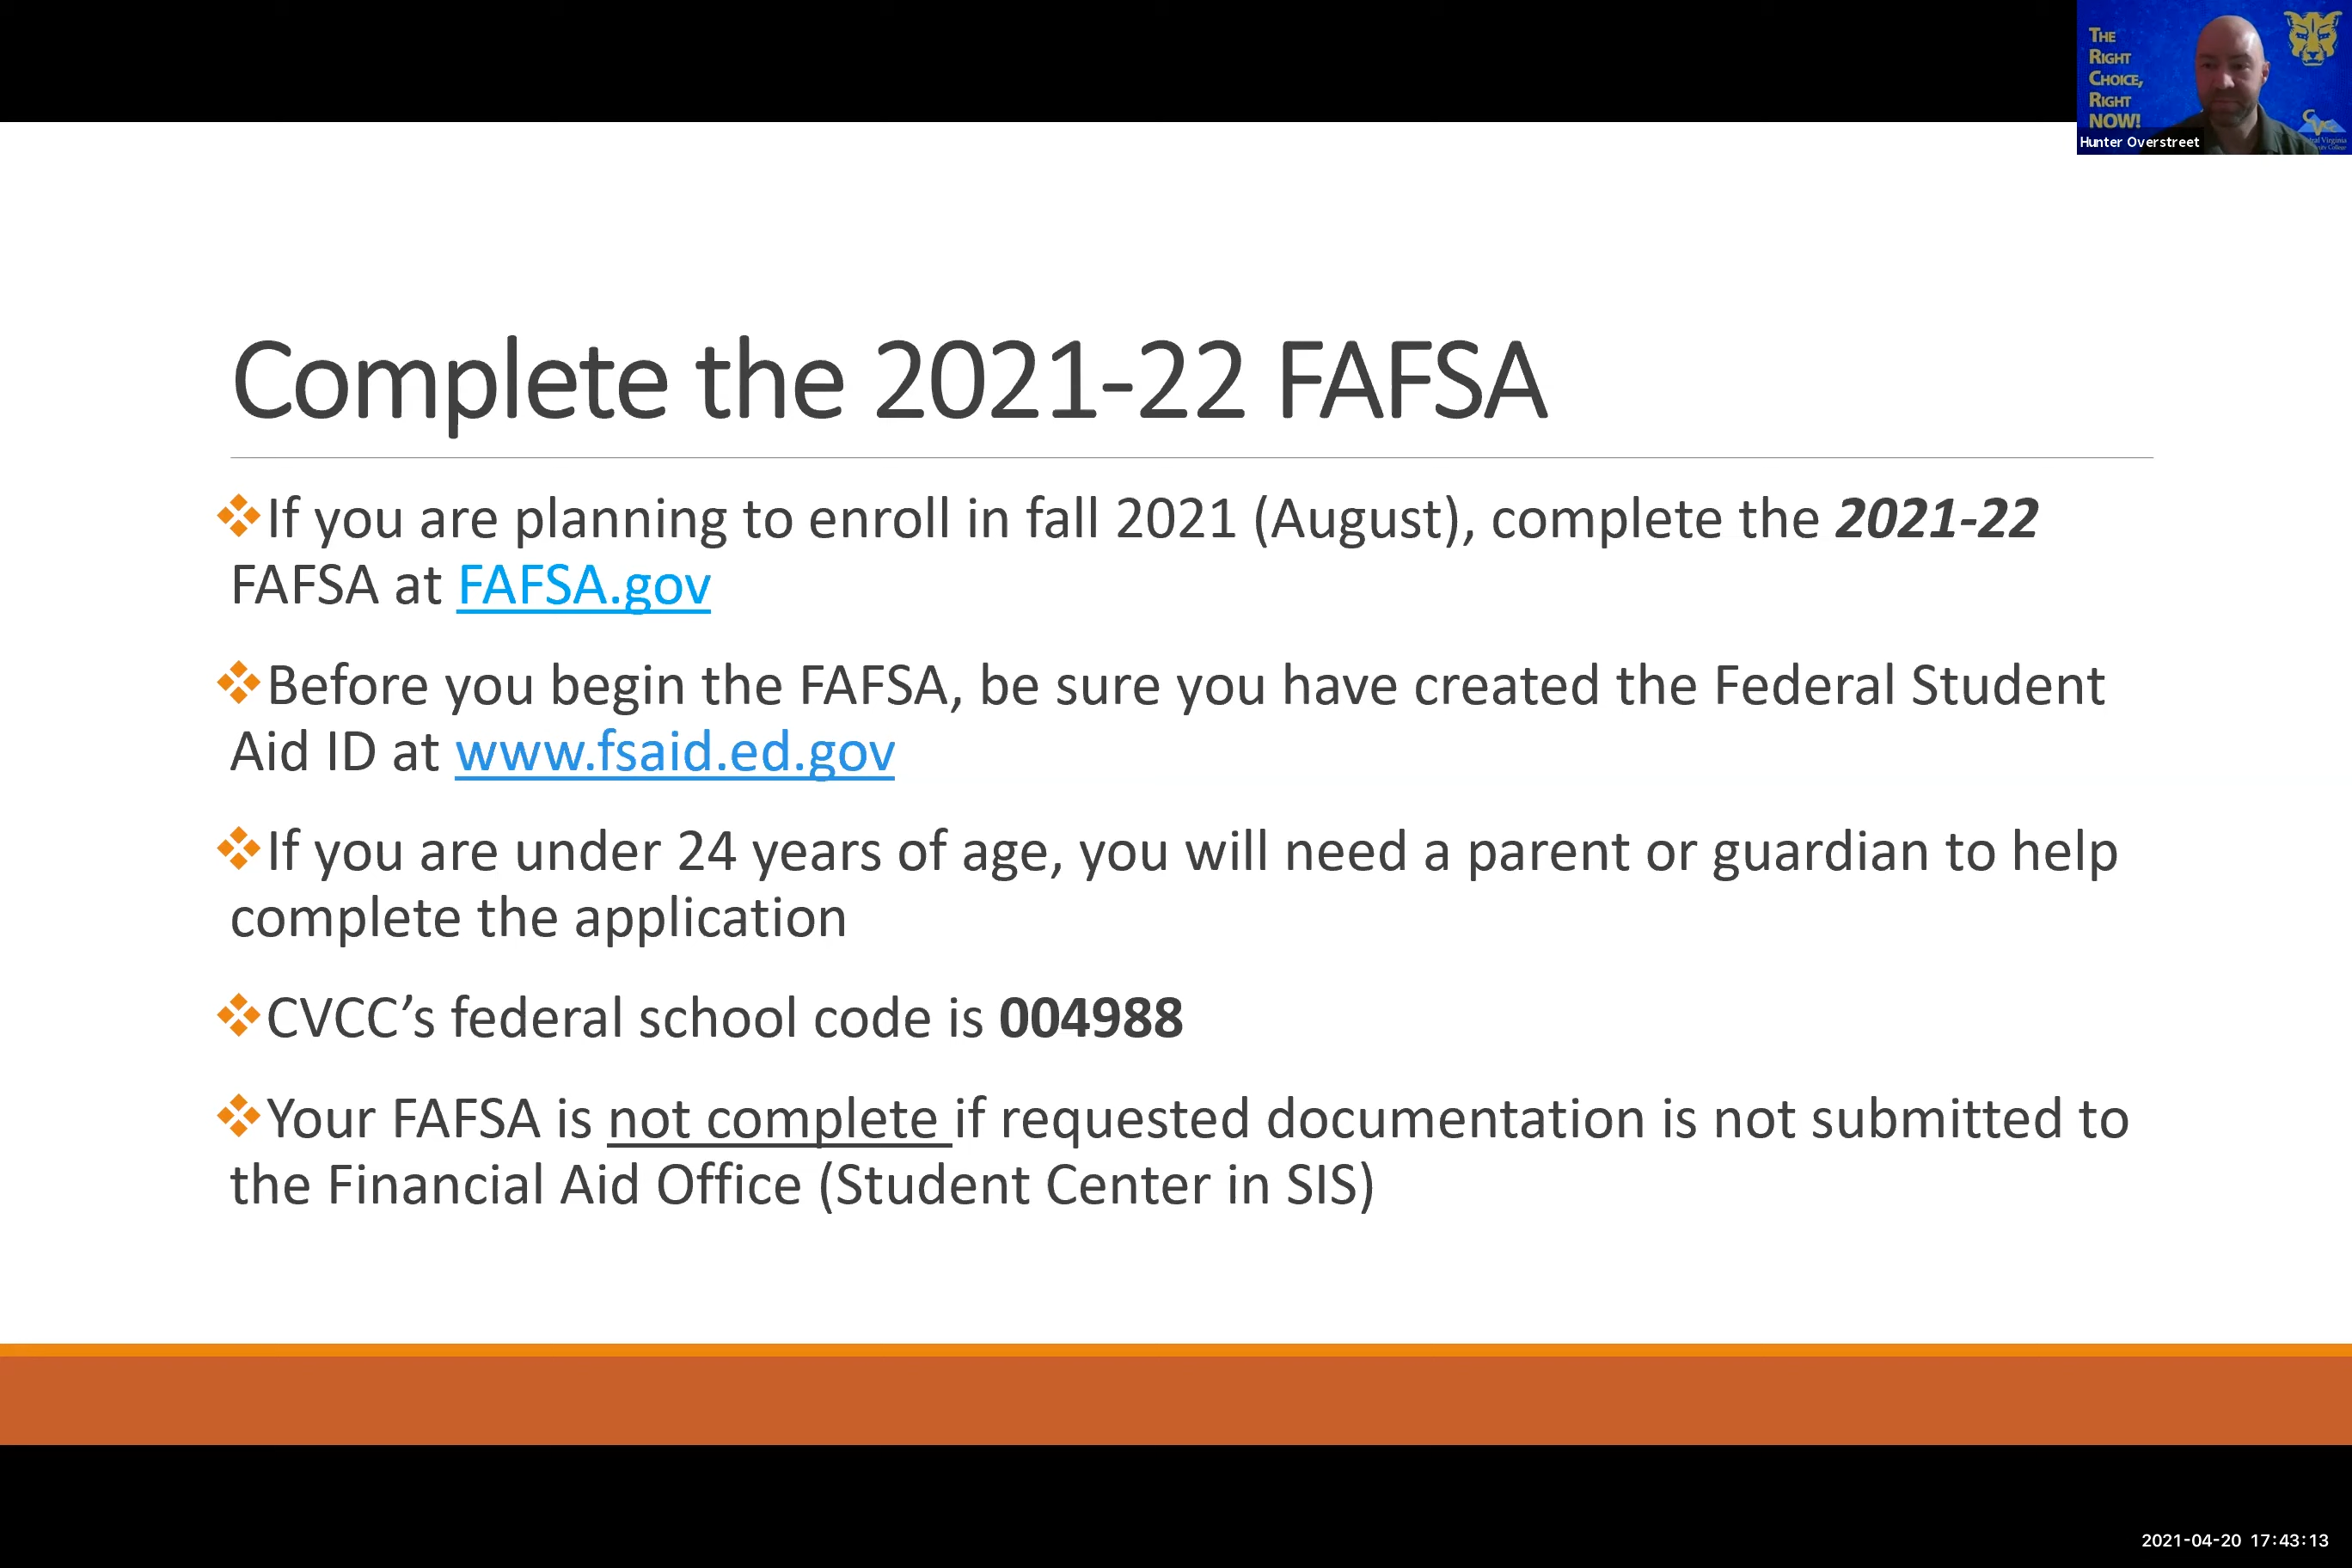 THE
RIGHT
CHOICE,
RIGHT
NOW!
Hunter Overstreet
Complete the 2021-22 FAFSA
If you are planning to enroll in fall 2021 (August), complete the 2021-22
FAFSA at FAFSA.gov
Before you begin the FAFSA, be sure you have created the Federal Student
Aid ID at www.fsaid.ed.gov
If you are under 24 years of age, you will need a parent or guardian to help
complete the application
CVCC’s federal school code is 004988
Your FAFSA is not complete if requested documentation is not submitted to
the Financial Aid Office (Student Center in SIS)
2021-04-20 17:43:13